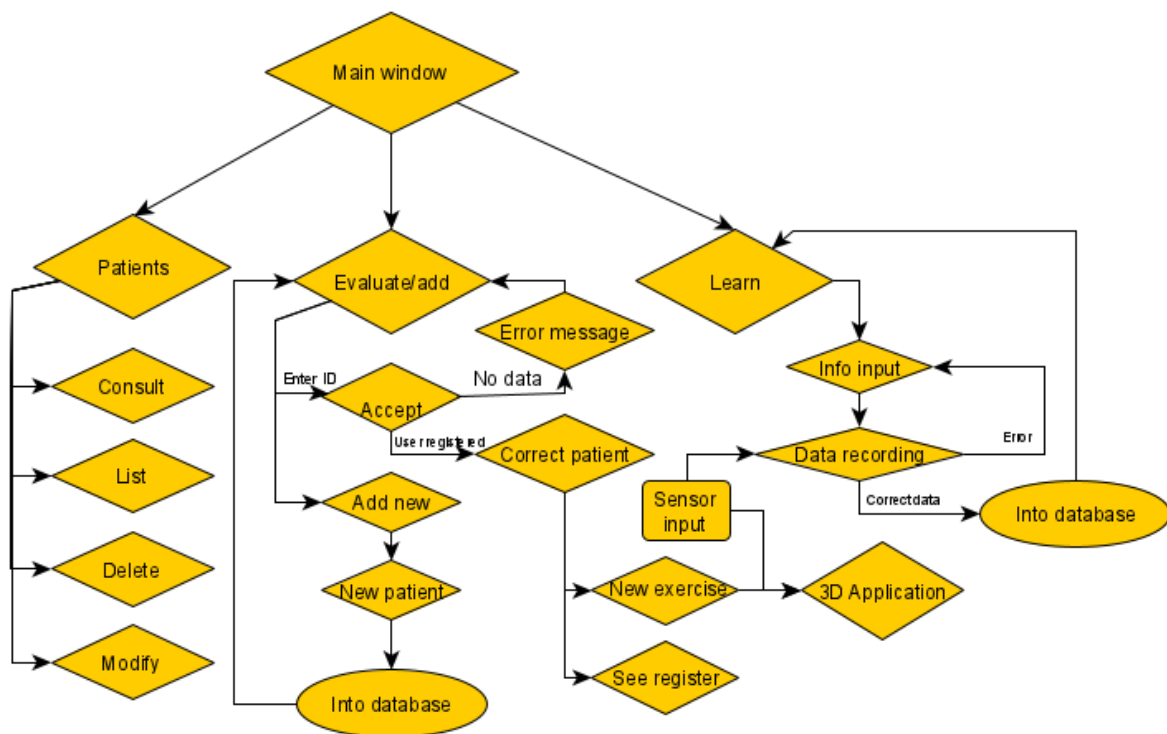 Main window
Patients
Evaluate/add
Learn
Error message
Info input
Consult
Enter ID
No data
Accept
User registered
Correct patient
Error
Data recording
List
Add new
Sensor
input
Correct data
Into database
Delete
New patient
New exercise
3D Application
Modify
See register
Into database